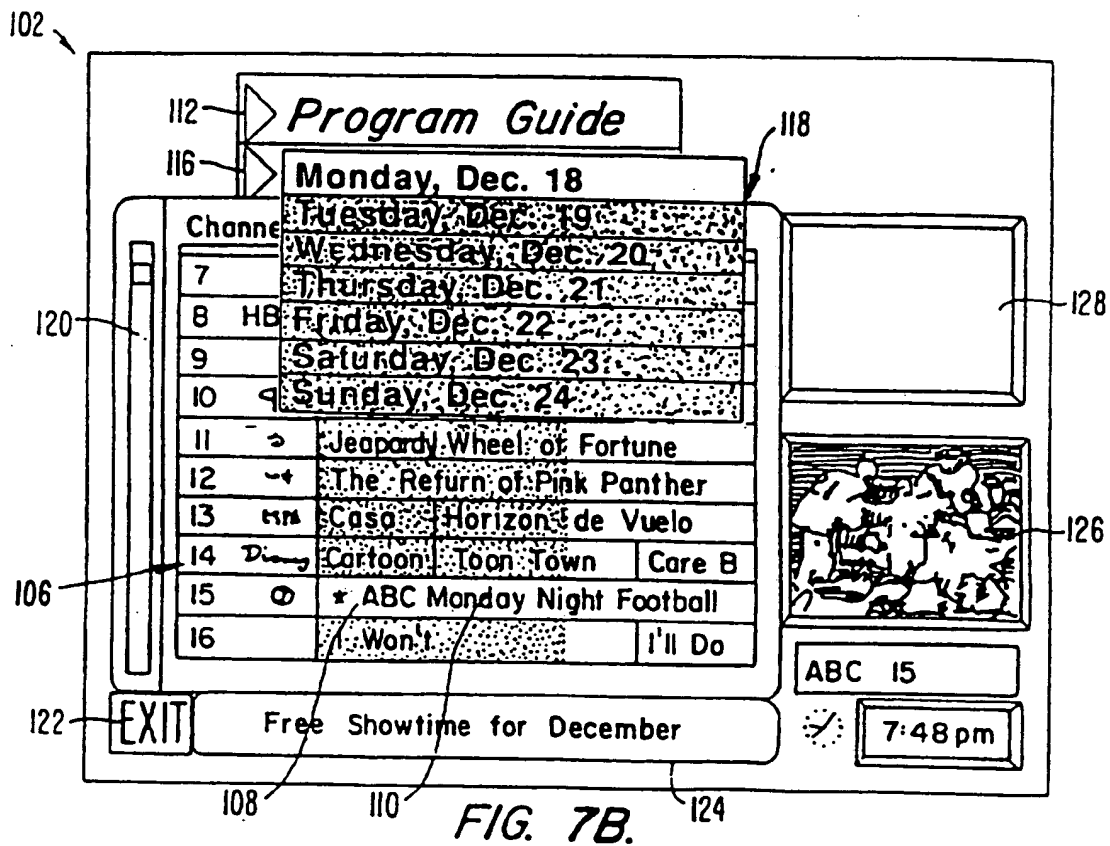 102
112
Program Guide
118
116
Monday, Dec. 18
Tuesday, Dec. 19
Wednesday, Dec. 20
Thursday, Dec. 21
Friday, Dec. 22
Saturday, Dec. 23
Sunday, Dec. 24
Channe
7
8 HB
9
10
120
128
11 Jeopardy Wheel of Fortune
12 The Return of Pink Panther
13 Casa Horizon de Vuelo
14 Cartoon Toon Town Care B
126
106
15 * ABC Monday Night Football
16 I Won't I'll Do
ABC 15
122
EXIT
Free Showtime for December
7:48pm
108
110
124
FIG. 7B.